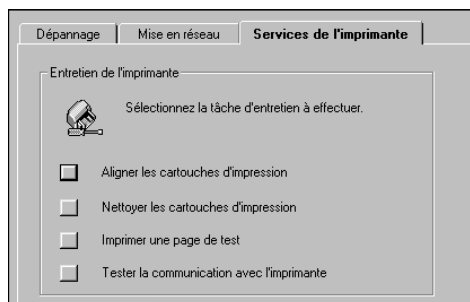 Dépannage
Mise en réseau
Services de l'imprimante
Entretien de l'imprimante
Sélectionnez la tâche d'entretien à effectuer.
Aligner les cartouches d'impression
Nettoyer les cartouches d'impression
Imprimer une page de test
Tester la communication avec l'imprimante